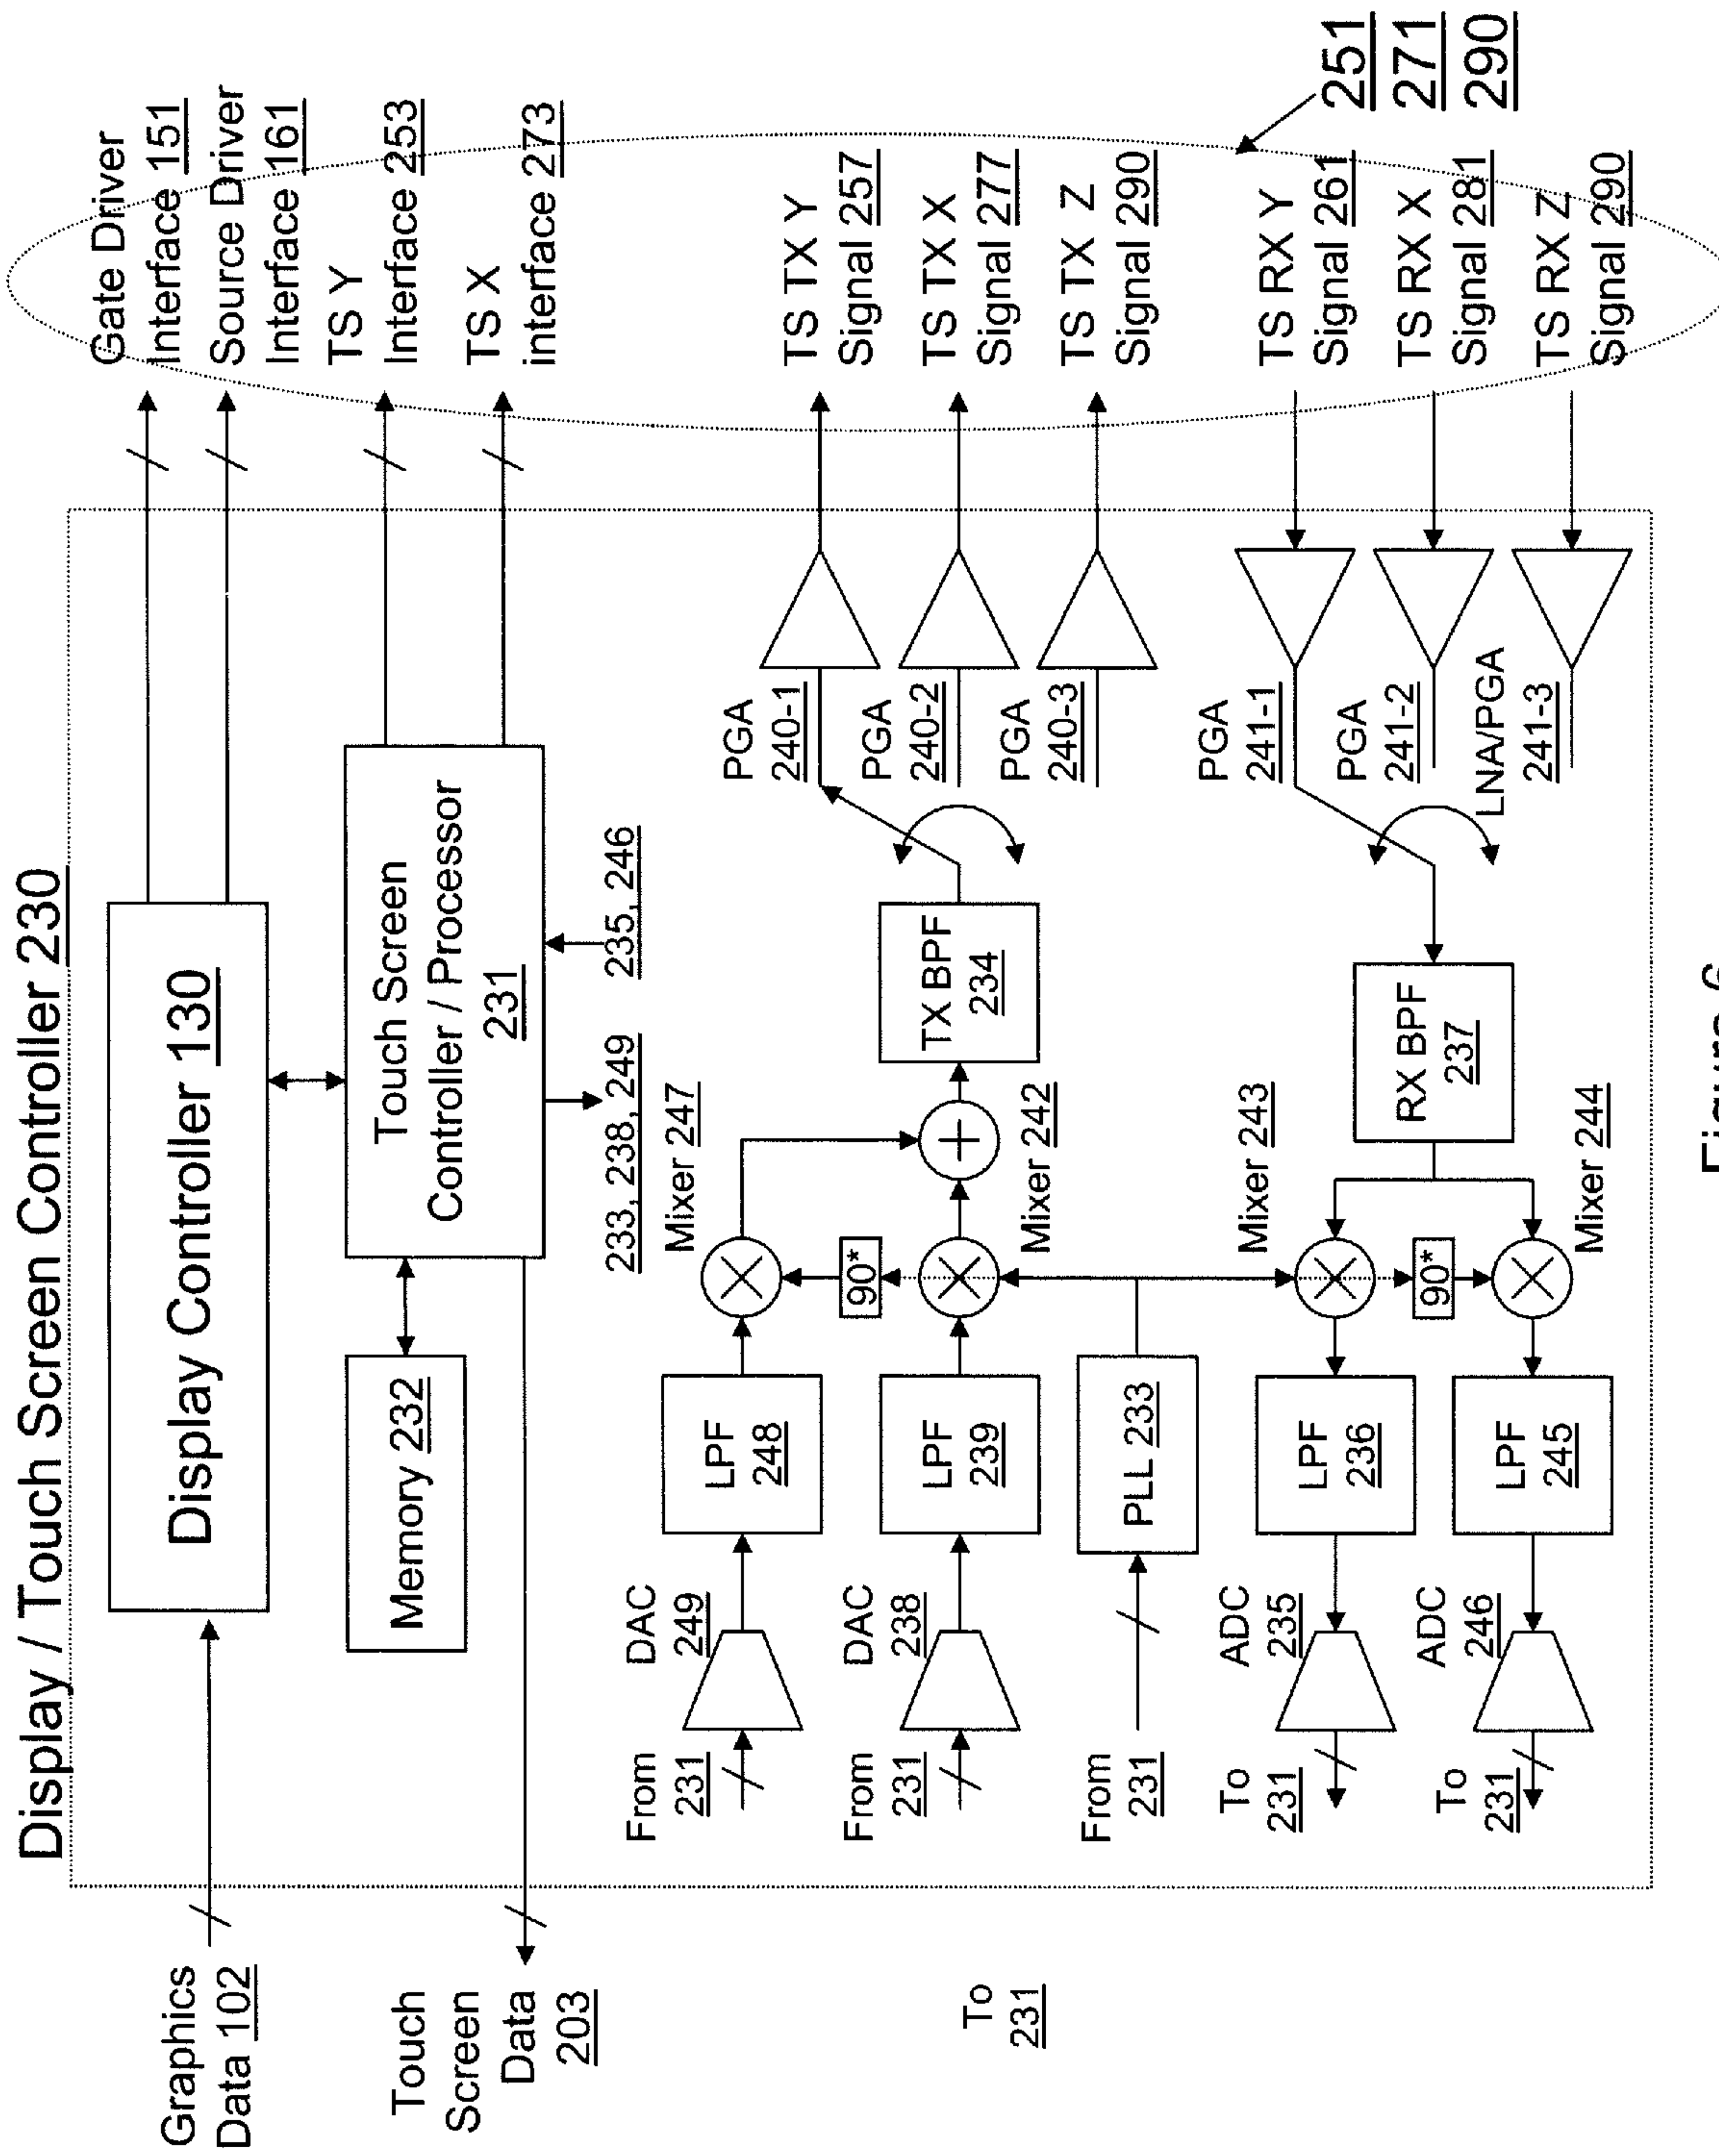 Display / Touch Screen Controller 230
Graphics
Data 102
Display Controller 130
Gate Driver
Interface 151
Source Driver
Interface 161
TS Y
Interface 253
TS X
interface 273
Touch
Screen
Data
203
Memory 232
Touch Screen
Controller / Processor
231
233, 238, 249
235, 246
From
231
DAC
249
LPF
248
Mixer 247
90*
From
231
DAC
238
LPF
239
Mixer 242
+
TX BPF
234
PGA
240-1
PGA
240-2
PGA
240-3
TS TX Y
Signal 257
TS TX X
Signal 277
TS TX Z
Signal 290
To
231
From
231
PLL 233
To
231
ADC
235
LPF
236
Mixer 243
90*
To
231
ADC
246
LPF
245
Mixer 244
RX BPF
237
PGA
241-1
PGA
241-2
LNA/PGA
241-3
TS RX Y
Signal 261
TS RX X
Signal 281
TS RX Z
Signal 290
251
271
290
Figure 6